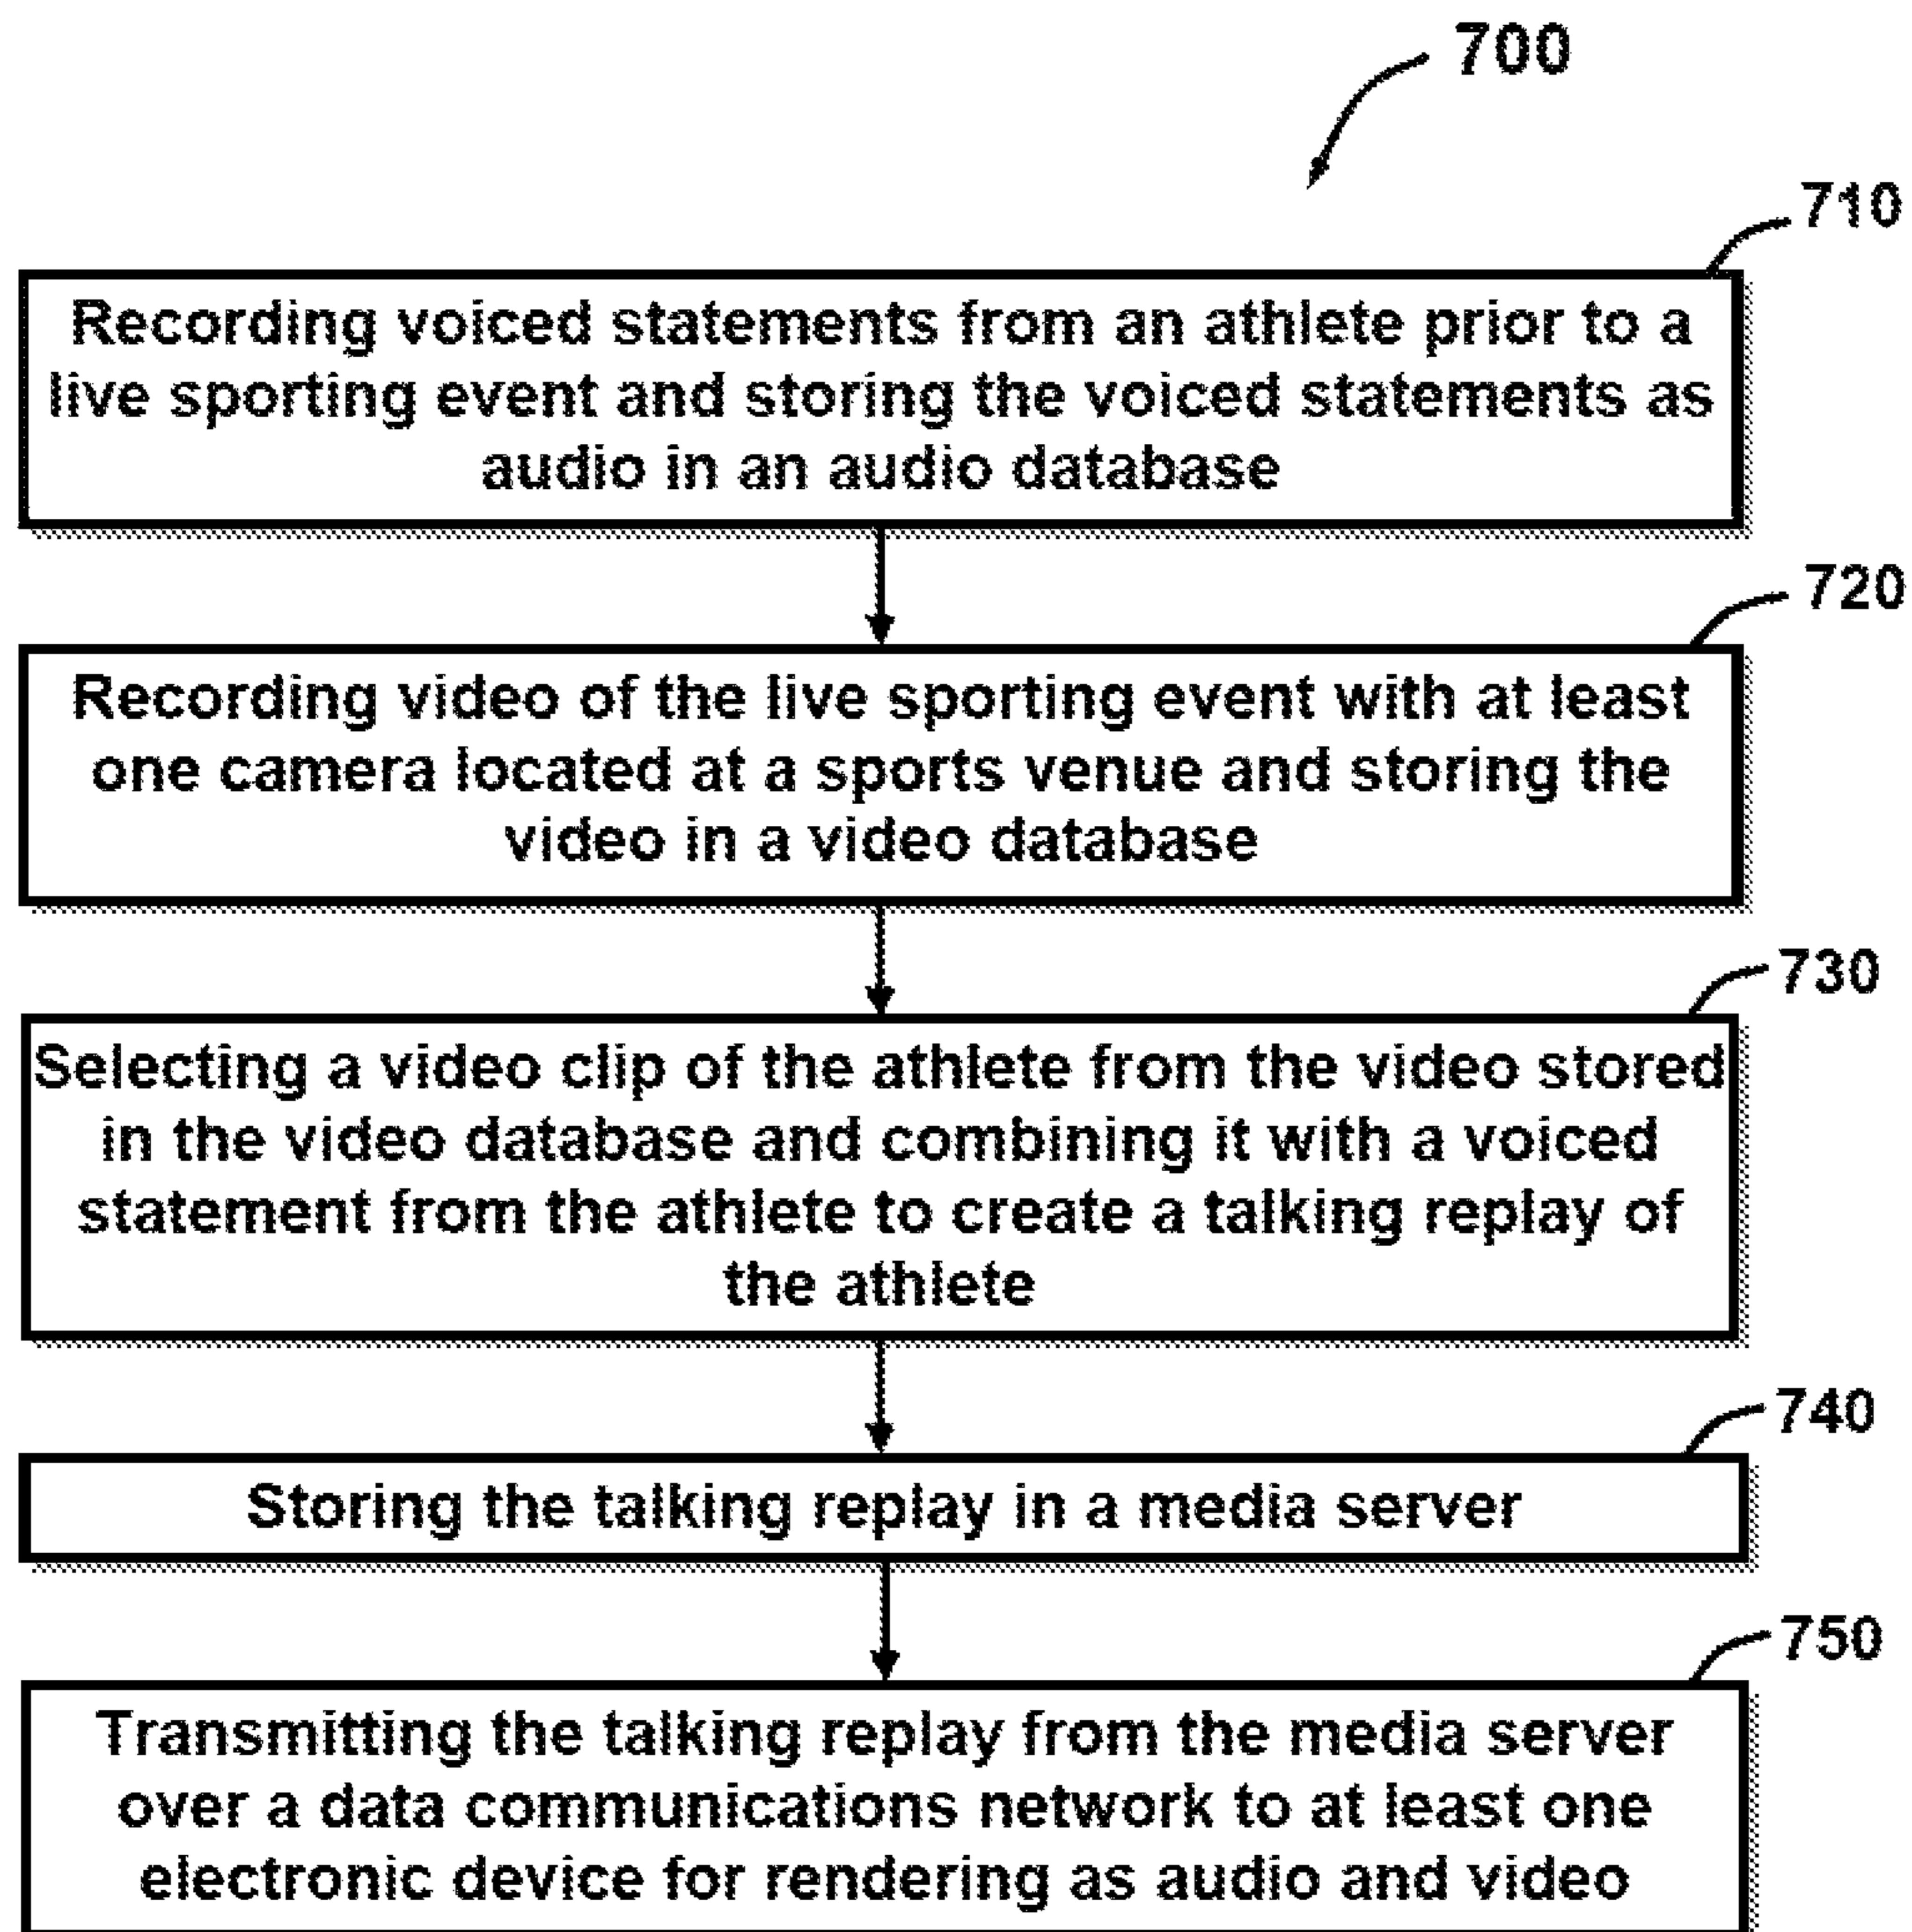 700
710
Recording voiced statements from an athlete prior to a
live sporting event and storing the voiced statements as
audio in an audio database
720
Recording video of the live sporting event with at least
one camera located at a sports venue and storing the
video in a video database
730
Selecting a video clip of the athlete from the video stored
in the video database and combining it with a voiced
statement from the athlete to create a talking replay of
the athlete
740
Storing the talking replay in a media server
750
Transmitting the talking replay from the media server
over a data communications network to at least one
electronic device for rendering as audio and video